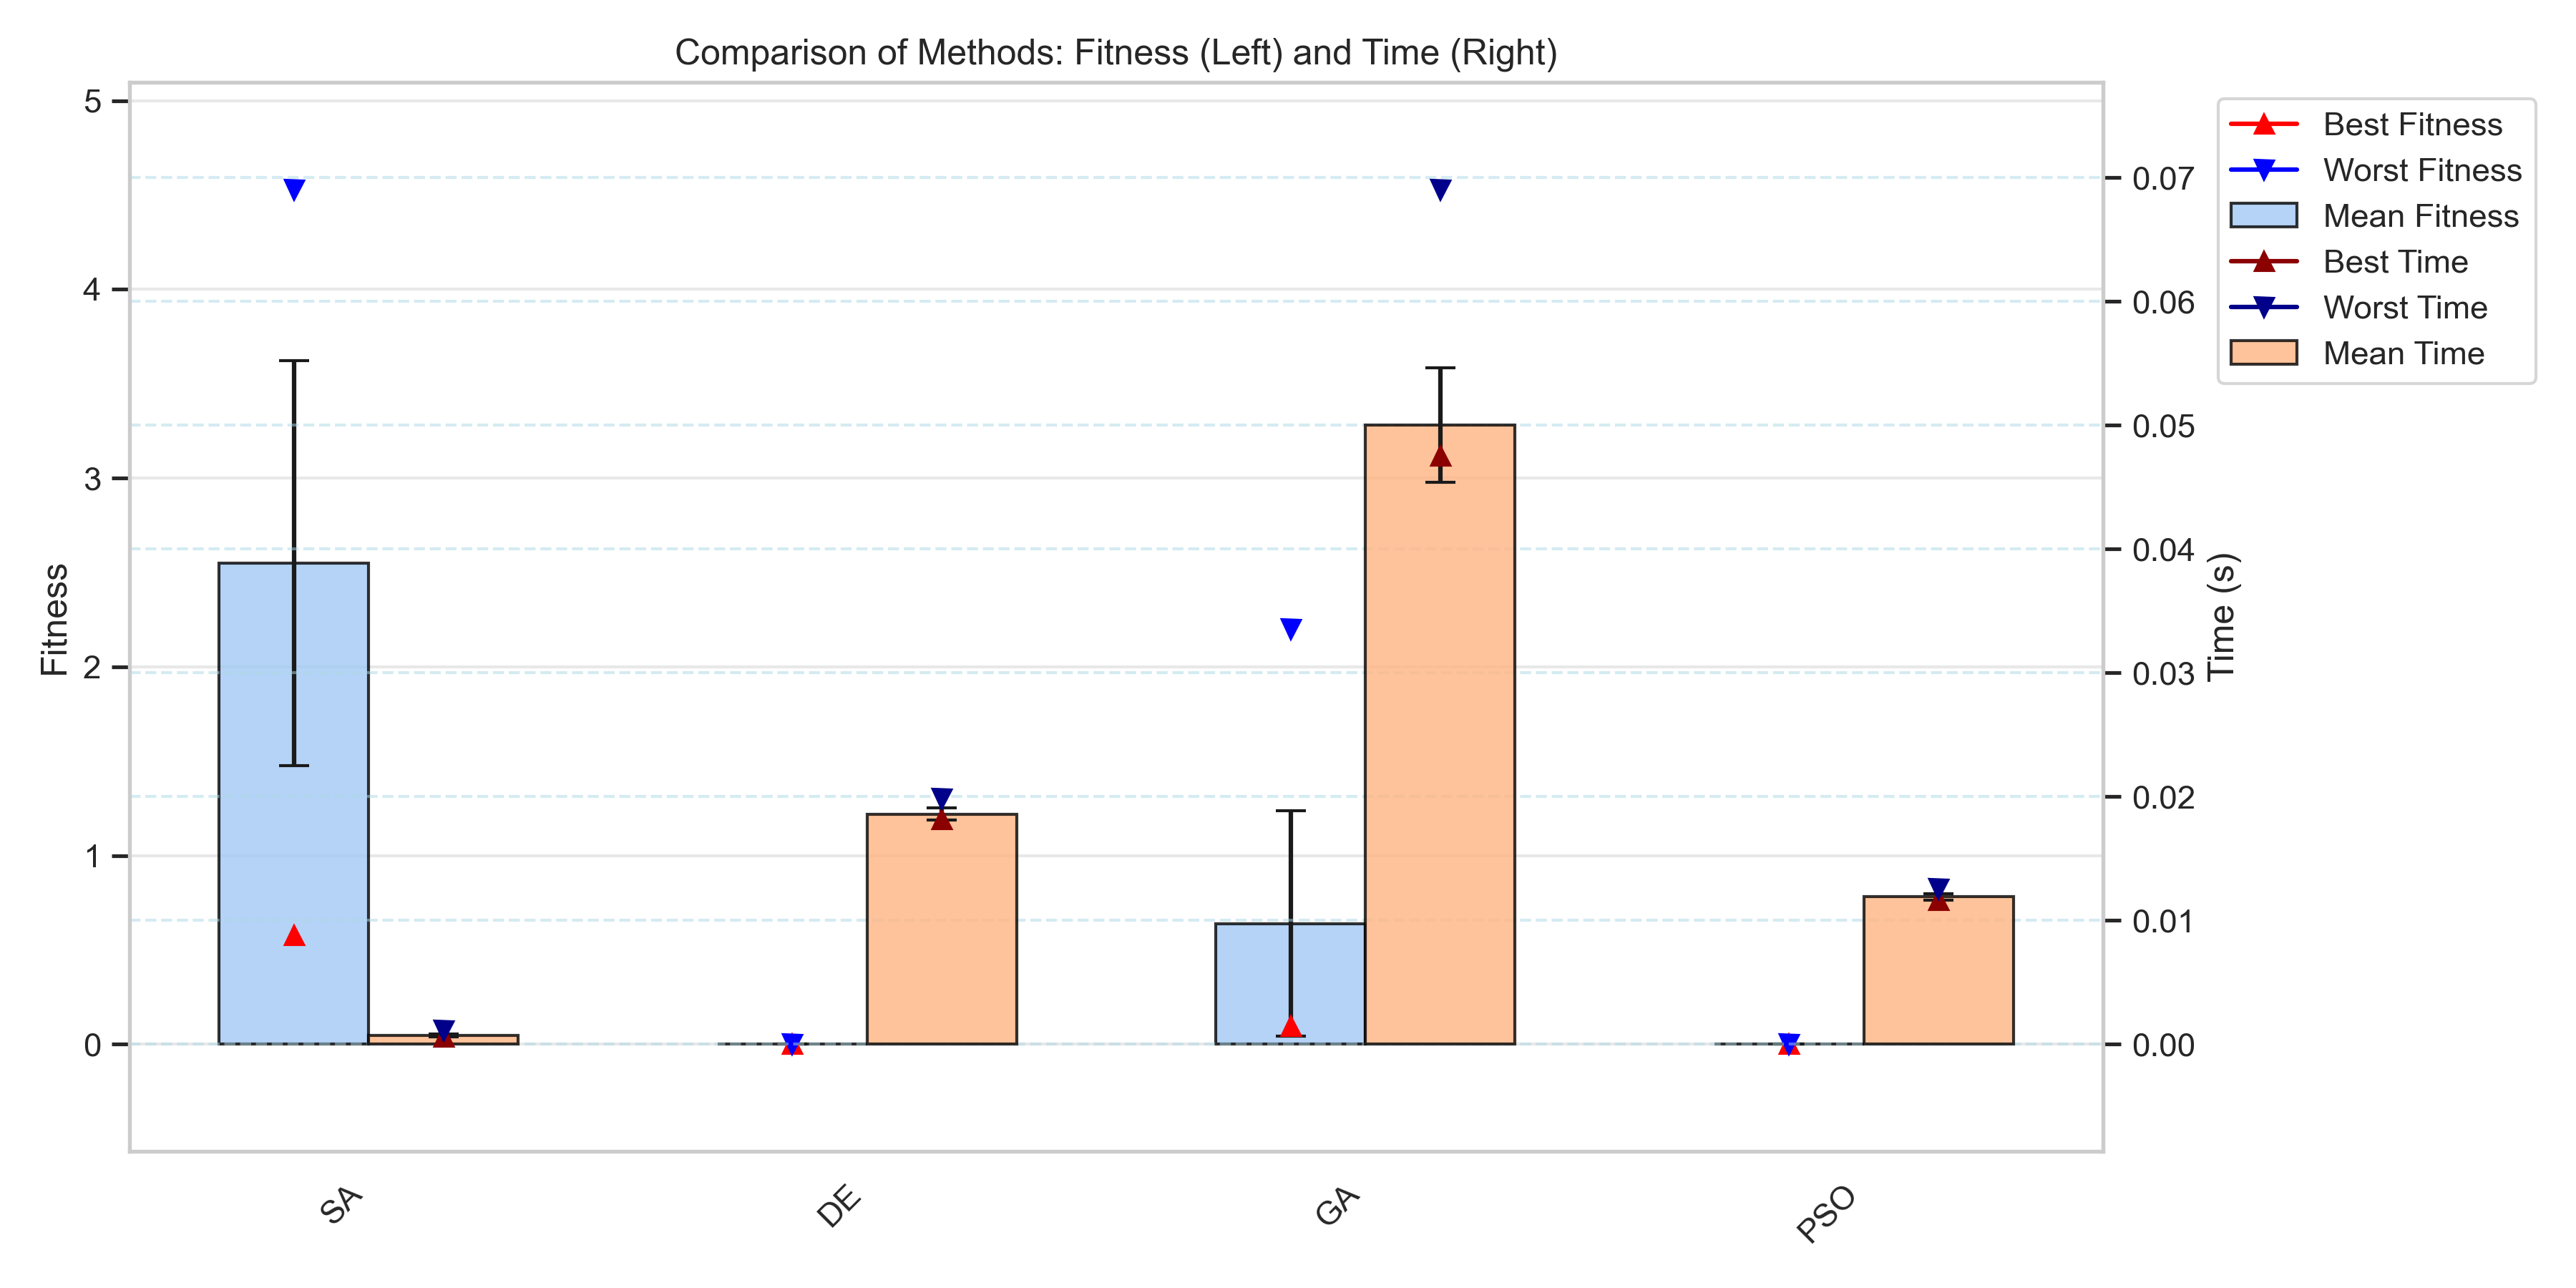 Comparison of Methods: Fitness (Left) and Time (Right)
5
4
3
2
1
0
Fitness
0.07
0.06
0.05
0.04
0.03
0.02
0.01
0.00
Time (s)
SA
DE
GA
PSO
Best Fitness
Worst Fitness
Mean Fitness
Best Time
Worst Time
Mean Time